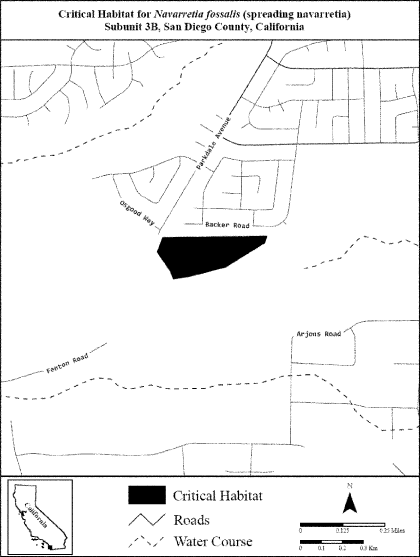 Critical Habitat for Navarretia fossalis (spreading navarretia)
Subunit 3B, San Diego County, California
Parkdale Avenue
Osgood Way
Backer Road
Arjons Road
Fenton Road
California
Critical Habitat
Roads
Water Course
N
0 0.125 0.25 Miles
0 0.1 0.2 0.3 Km